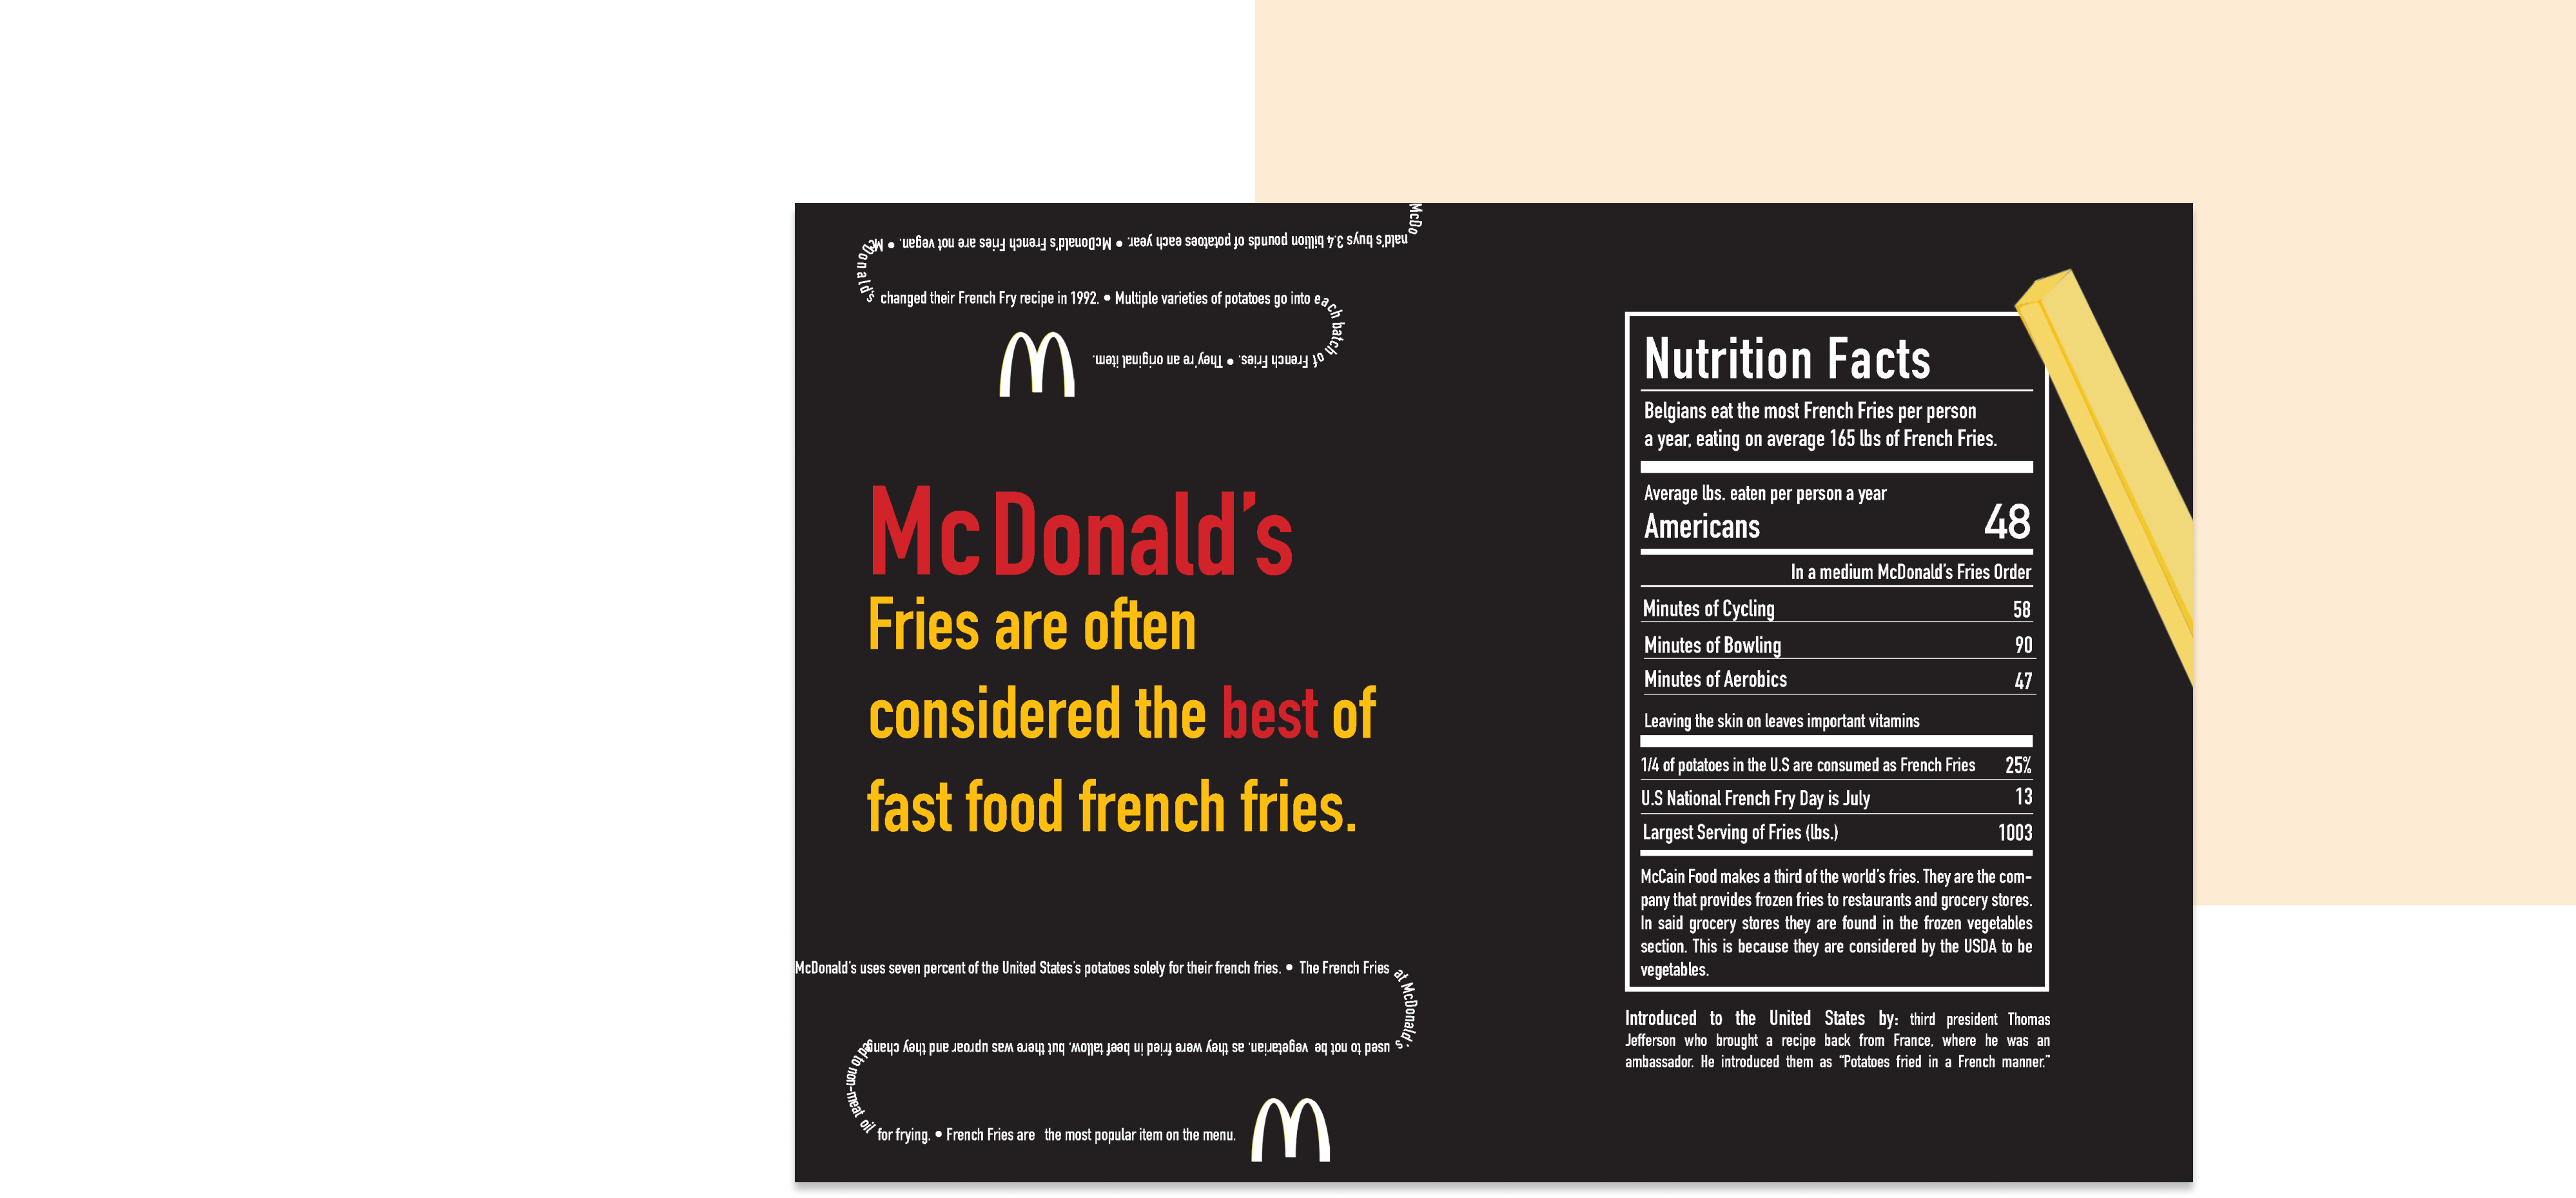 McDo
nald's buys 3.4 billion pounds of potatoes each year. • McDonald's French Fries are not vegan. • Mc
Donald's
changed their French Fry recipe in 1992. • Multiple varieties of potatoes go into each batch
of French Fries. • They're an original item.
McDonald's
Fries are often
considered the best of
fast food french fries.
McDonald's uses seven percent of the United States's potatoes solely for their french fries. • The French Fries
at McDonald's
used to not be vegetarian, as they were fried in beef tallow, but there was uproar and they chang
ed to non-meat oil
for frying. • French Fries are the most popular item on the menu.
Nutrition Facts
Belgians eat the most French Fries per person
a year, eating on average 165 lbs of French Fries.
Average lbs. eaten per person a year
Americans 48
In a medium McDonald's Fries Order
Minutes of Cycling 58
Minutes of Bowling 90
Minutes of Aerobics 47
Leaving the skin on leaves important vitamins
1/4 of potatoes in the U.S are consumed as French Fries 25%
U.S National French Fry Day is July 13
Largest Serving of Fries (lbs.) 1003
McCain Food makes a third of the world's fries. They are the com-
pany that provides frozen fries to restaurants and grocery stores.
In said grocery stores they are found in the frozen vegetables
section. This is because they are considered by the USDA to be
vegetables.
Introduced to the United States by: third president Thomas
Jefferson who brought a recipe back from France, where he was an
ambassador. He introduced them as “Potatoes fried in a French manner.”